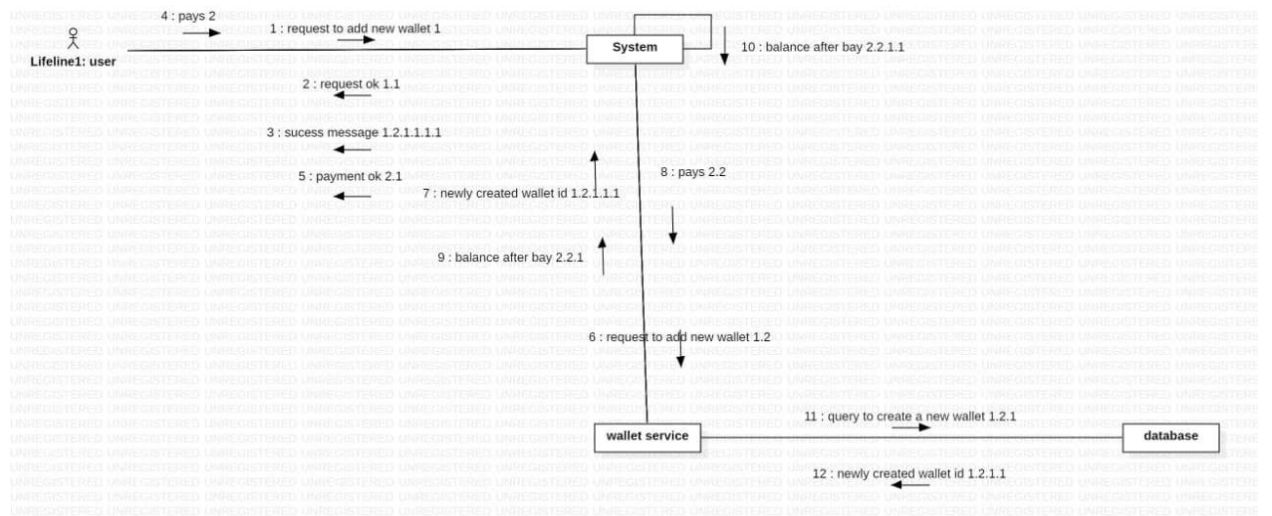 4 : pays 2
1 : request to add new wallet 1
System
10 : balance after bay 2.2.1.1
Lifeline1: user
2 : request ok 1.1
3 : sucess message 1.2.1.1.1.1
5 : payment ok 2.1
8 : pays 2.2
7 : newly created wallet id 1.2.1.1.1
9 : balance after bay 2.2.1
6 : request to add new wallet 1.2
11 : query to create a new wallet 1.2.1
wallet service
database
12 : newly created wallet id 1.2.1.1
UNREGISTERED